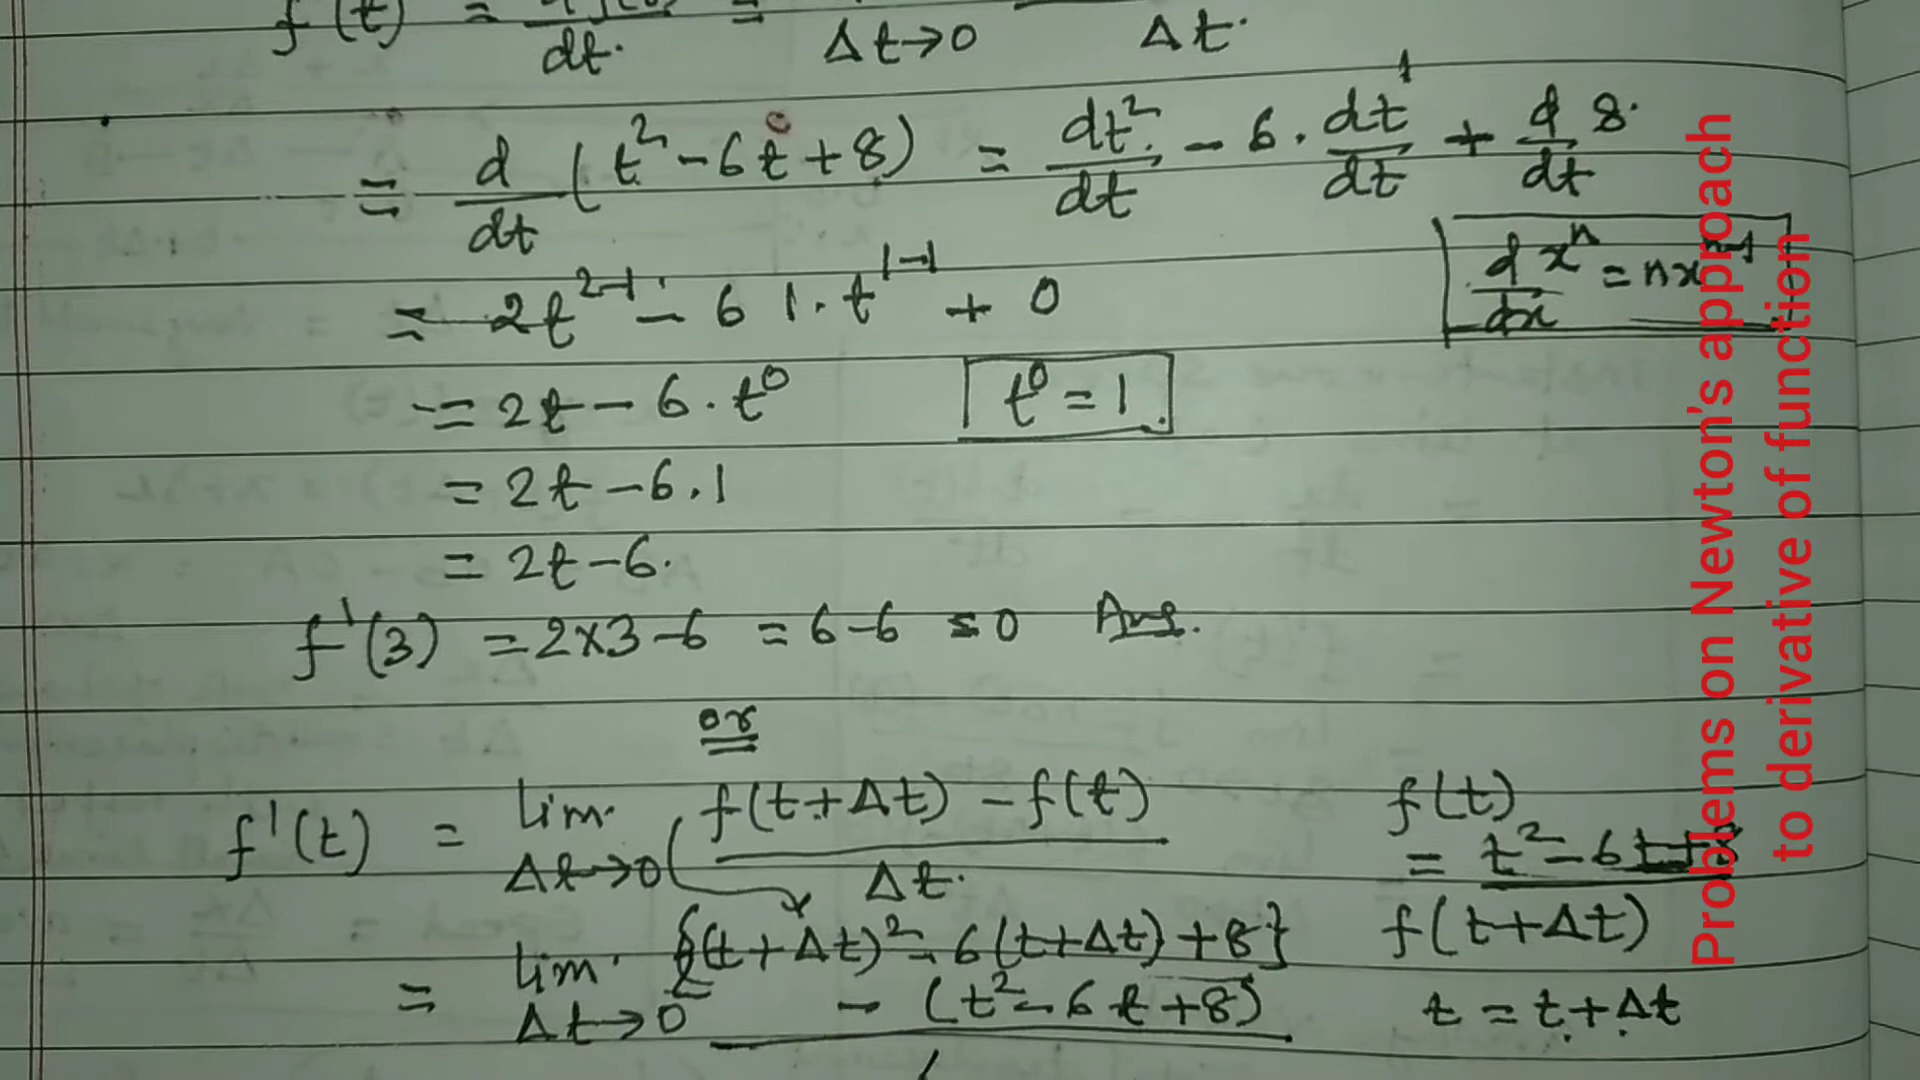 f'(t) = d f(t)/dt. = Δt→0 Δt.
= d/dt (t² - 6t + 8) = dt²/dt - 6 . dt¹/dt + d/dt 8.
= 2t²⁻¹ - 6 1. t¹⁻¹ + 0
d/dx xⁿ = nxⁿ⁻¹
= 2t - 6 . t⁰
t⁰ = 1.
= 2t - 6.1
= 2t - 6.
f'(3) = 2x3 - 6 = 6 - 6 = 0 Ans.
or
f'(t) = lim. Δt→0 f(t+Δt) - f(t) / Δt.
f(t)
= t² - 6t + 8
= lim. Δt→0 {(t+Δt)² - 6(t+Δt) + 8}
- (t² - 6t + 8)
f(t+Δt)
t = t+Δt
Problems on Newton's approach
to derivative of function